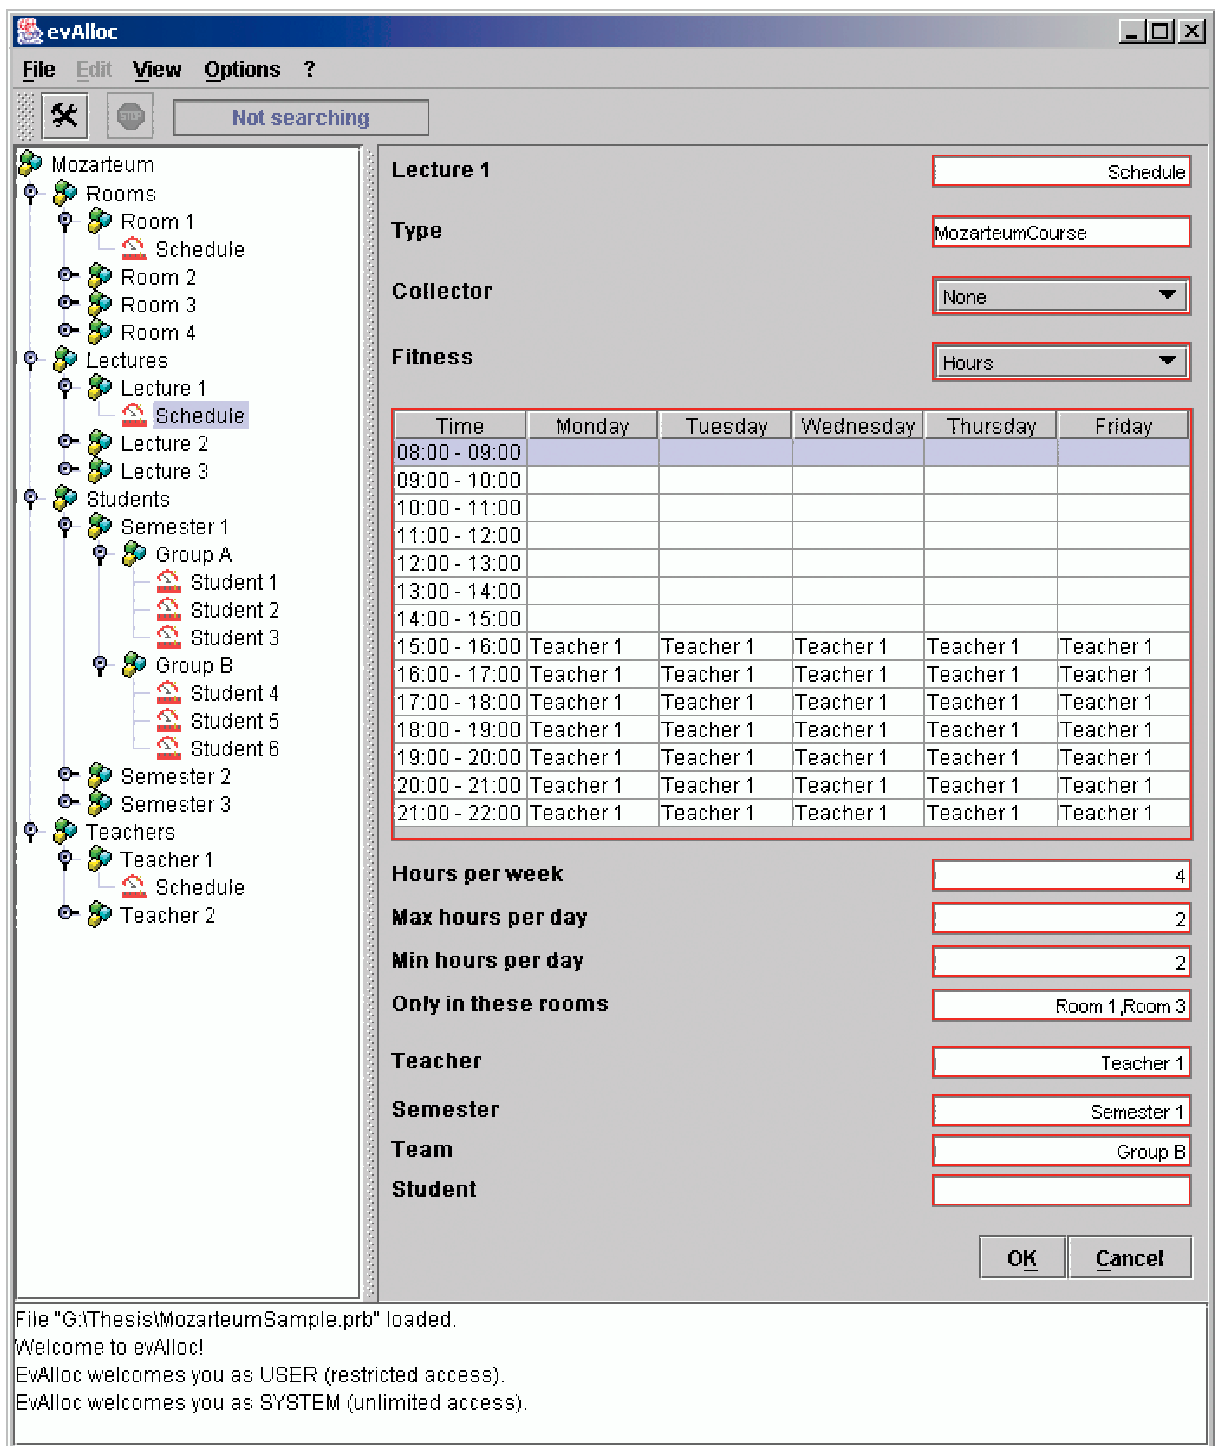 evAlloc
File Edit View Options ?
STOP
Not searching
Mozarteum
Rooms
Room 1
Schedule
Room 2
Room 3
Room 4
Lectures
Lecture 1
Schedule
Lecture 2
Lecture 3
Students
Semester 1
Group A
Student 1
Student 2
Student 3
Group B
Student 4
Student 5
Student 6
Semester 2
Semester 3
Teachers
Teacher 1
Schedule
Teacher 2
Lecture 1 Schedule
Type MozarteumCourse
Collector None
Fitness Hours
Time Monday Tuesday Wednesday Thursday Friday
08:00 - 09:00
09:00 - 10:00
10:00 - 11:00
11:00 - 12:00
12:00 - 13:00
13:00 - 14:00
14:00 - 15:00
15:00 - 16:00 Teacher 1 Teacher 1 Teacher 1 Teacher 1 Teacher 1
16:00 - 17:00 Teacher 1 Teacher 1 Teacher 1 Teacher 1 Teacher 1
17:00 - 18:00 Teacher 1 Teacher 1 Teacher 1 Teacher 1 Teacher 1
18:00 - 19:00 Teacher 1 Teacher 1 Teacher 1 Teacher 1 Teacher 1
19:00 - 20:00 Teacher 1 Teacher 1 Teacher 1 Teacher 1 Teacher 1
20:00 - 21:00 Teacher 1 Teacher 1 Teacher 1 Teacher 1 Teacher 1
21:00 - 22:00 Teacher 1 Teacher 1 Teacher 1 Teacher 1 Teacher 1
Hours per week 4
Max hours per day 2
Min hours per day 2
Only in these rooms Room 1,Room 3
Teacher Teacher 1
Semester Semester 1
Team Group B
Student
OK Cancel
File "G:\Thesis\MozarteumSample.prb" loaded.
Welcome to evAlloc!
EvAlloc welcomes you as USER (restricted access).
EvAlloc welcomes you as SYSTEM (unlimited access).